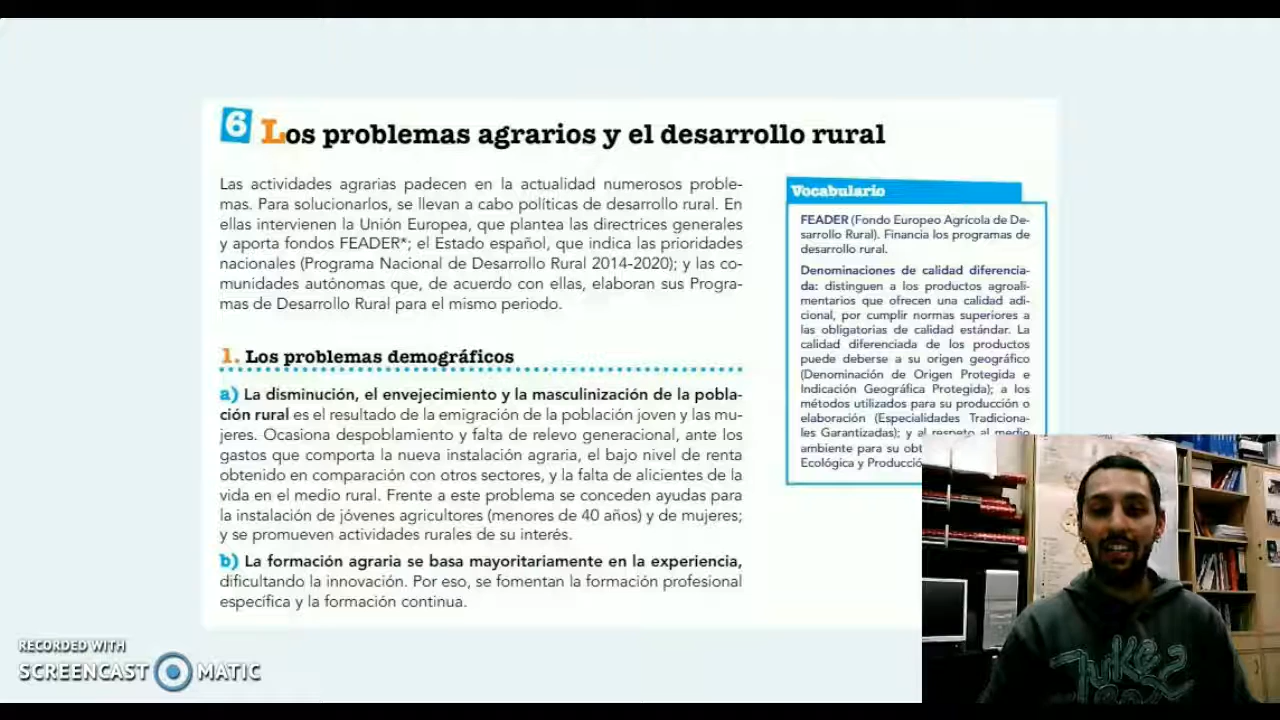 6 Los problemas agrarios y el desarrollo rural
Las actividades agrarias padecen en la actualidad numerosos proble-
mas. Para solucionarlos, se llevan a cabo políticas de desarrollo rural. En
ellas intervienen la Unión Europea, que plantea las directrices generales
y aporta fondos FEADER*; el Estado español, que indica las prioridades
nacionales (Programa Nacional de Desarrollo Rural 2014-2020); y las co-
munidades autónomas que, de acuerdo con ellas, elaboran sus Progra-
mas de Desarrollo Rural para el mismo periodo.
1. Los problemas demográficos
a) La disminución, el envejecimiento y la masculinización de la pobla-
ción rural es el resultado de la emigración de la población joven y las mu-
jeres. Ocasiona despoblamiento y falta de relevo generacional, ante los
gastos que comporta la nueva instalación agraria, el bajo nivel de renta
obtenido en comparación con otros sectores, y la falta de alicientes de la
vida en el medio rural. Frente a este problema se conceden ayudas para
la instalación de jóvenes agricultores (menores de 40 años) y de mujeres;
y se promueven actividades rurales de su interés.
b) La formación agraria se basa mayoritariamente en la experiencia,
dificultando la innovación. Por eso, se fomentan la formación profesional
específica y la formación continua.
Vocabulario
FEADER (Fondo Europeo Agrícola de De-
sarrollo Rural). Financia los programas de
desarrollo rural.
Denominaciones de calidad diferencia-
da: distinguen a los productos agroali-
mentarios que ofrecen una calidad adi-
cional, por cumplir normas superiores a
las obligatorias de calidad estándar. La
calidad diferenciada de los productos
puede deberse a su origen geográfico
(Denominación de Origen Protegida e
Indicación Geográfica Protegida); a los
métodos utilizados para su producción o
elaboración (Especialidades Tradiciona-
les Garantizadas); y al respeto al medio
ambiente para su obt
Ecológica y Producció
RECORDED WITH
SCREENCAST MATIC